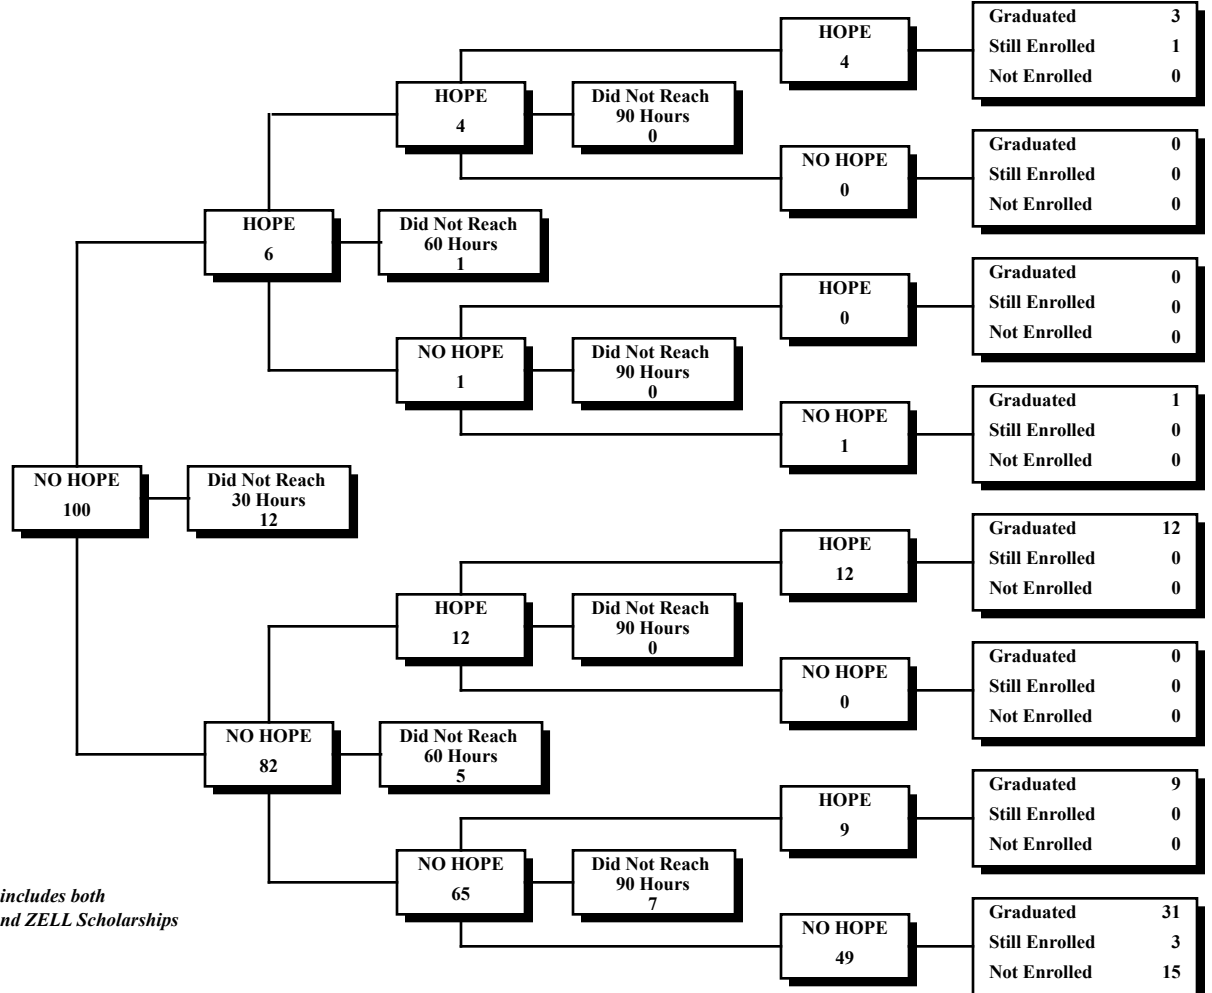 Graduated 3
HOPE
Still Enrolled 1
4
Not Enrolled 0
HOPE
4
Did Not Reach
90 Hours
0
Graduated 0
NO HOPE
Still Enrolled 0
0
Not Enrolled 0
HOPE
6
Did Not Reach
60 Hours
1
Graduated 0
HOPE
Still Enrolled 0
0
Not Enrolled 0
NO HOPE
1
Did Not Reach
90 Hours
0
Graduated 1
NO HOPE
Still Enrolled 0
1
Not Enrolled 0
NO HOPE
100
Did Not Reach
30 Hours
12
Graduated 12
HOPE
Still Enrolled 0
12
Not Enrolled 0
HOPE
12
Did Not Reach
90 Hours
0
Graduated 0
NO HOPE
Still Enrolled 0
0
Not Enrolled 0
NO HOPE
82
Did Not Reach
60 Hours
5
Graduated 9
HOPE
Still Enrolled 0
9
Not Enrolled 0
NO HOPE
65
Did Not Reach
90 Hours
7
includes both
nd ZELL Scholarships
Graduated 31
NO HOPE
Still Enrolled 3
49
Not Enrolled 15